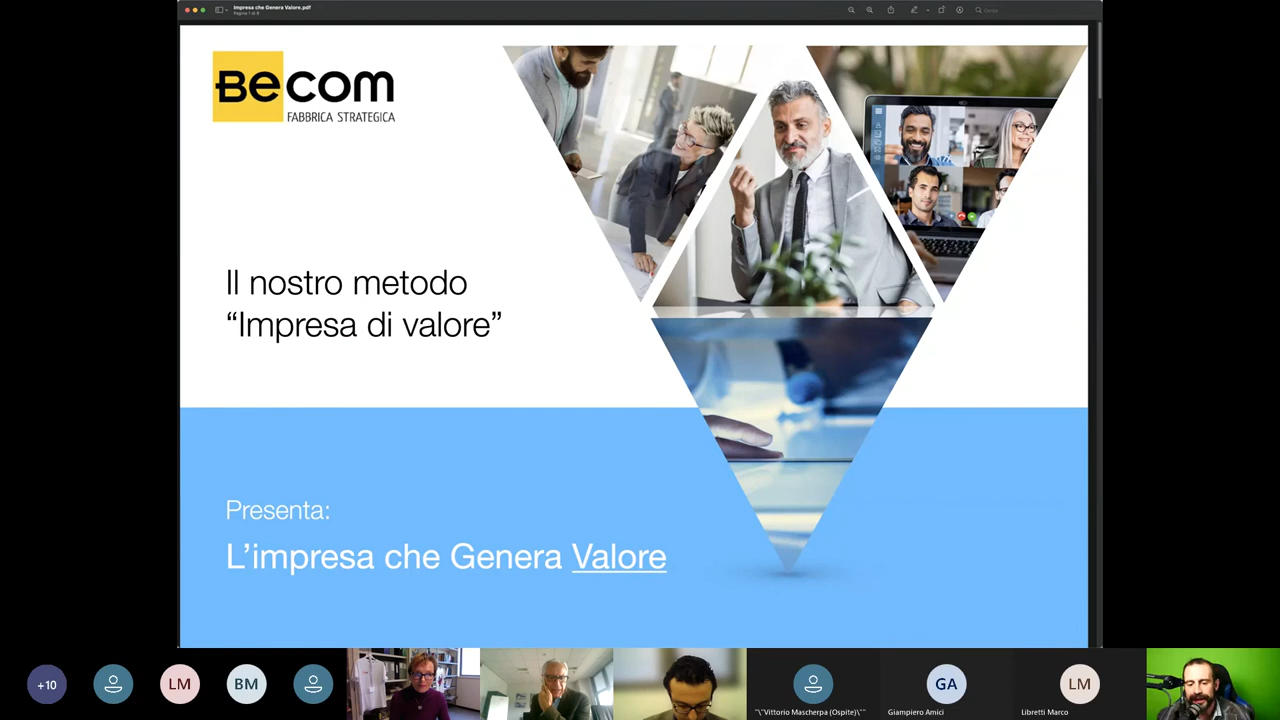 Impresa che Genera Valore.pdf
Pagina 1 di 8
Cerca
Becom
FABBRICA STRATEGICA
Il nostro metodo
“Impresa di valore”
Presenta:
L’impresa che Genera Valore
+10
LM
BM
"\"Vittorio Mascherpa (Ospite)\""
GA
Giampiero Amici
LM
Libretti Marco